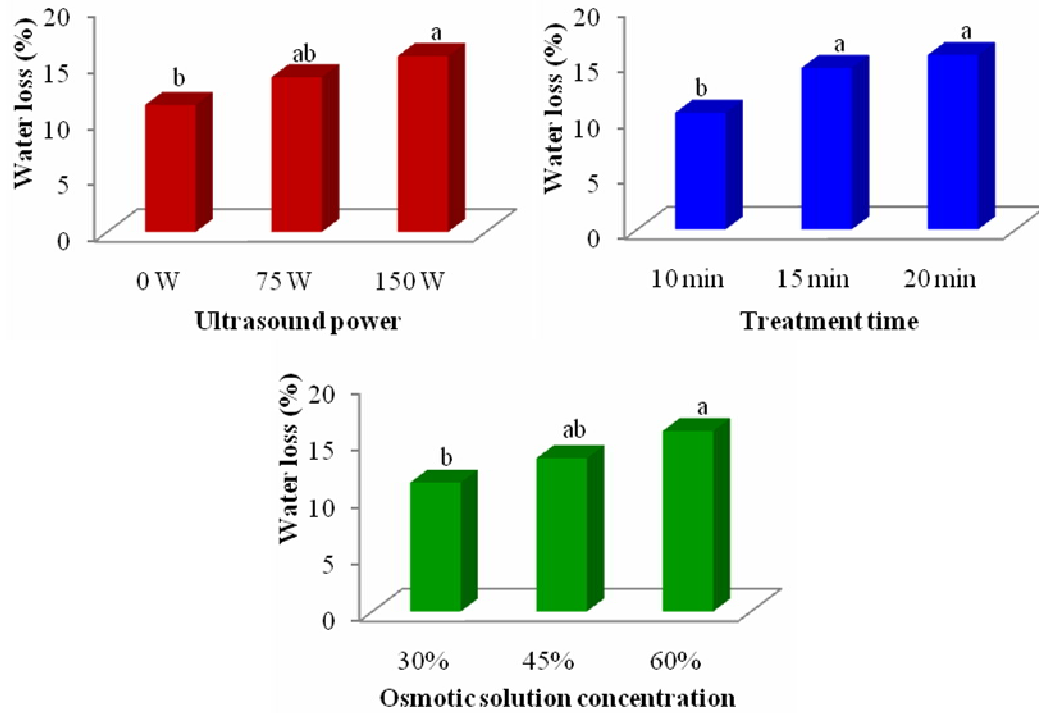 Water loss (%)
20
15
10
5
0
b
ab
a
0 W
75 W
150 W
Ultrasound power
Water loss (%)
20
15
10
5
0
b
a
a
10 min
15 min
20 min
Treatment time
Water loss (%)
20
15
10
5
0
b
ab
a
30%
45%
60%
Osmotic solution concentration